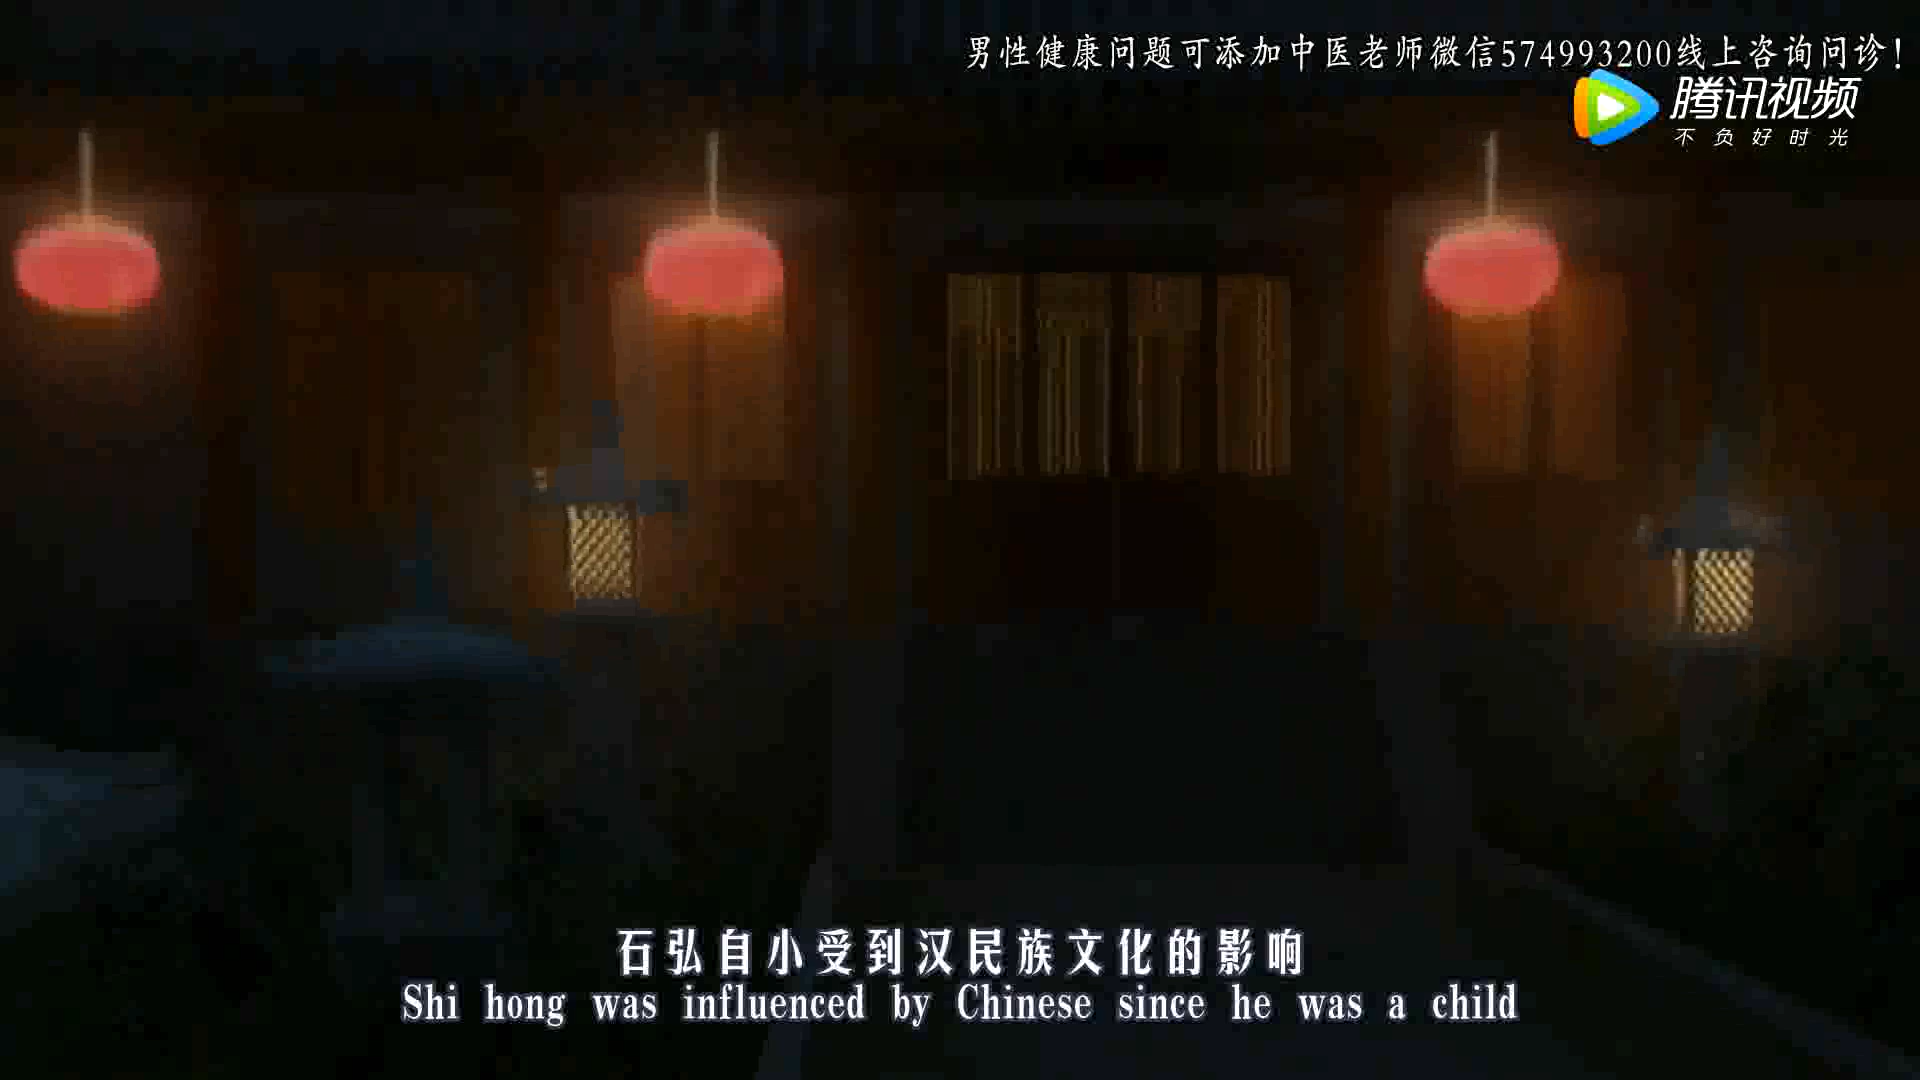 男性健康问题可添加中医老师微信574993200线上咨询问诊!
腾讯视频
不负好时光
石弘自小受到汉民族文化的影响
Shi hong was influenced by Chinese since he was a child